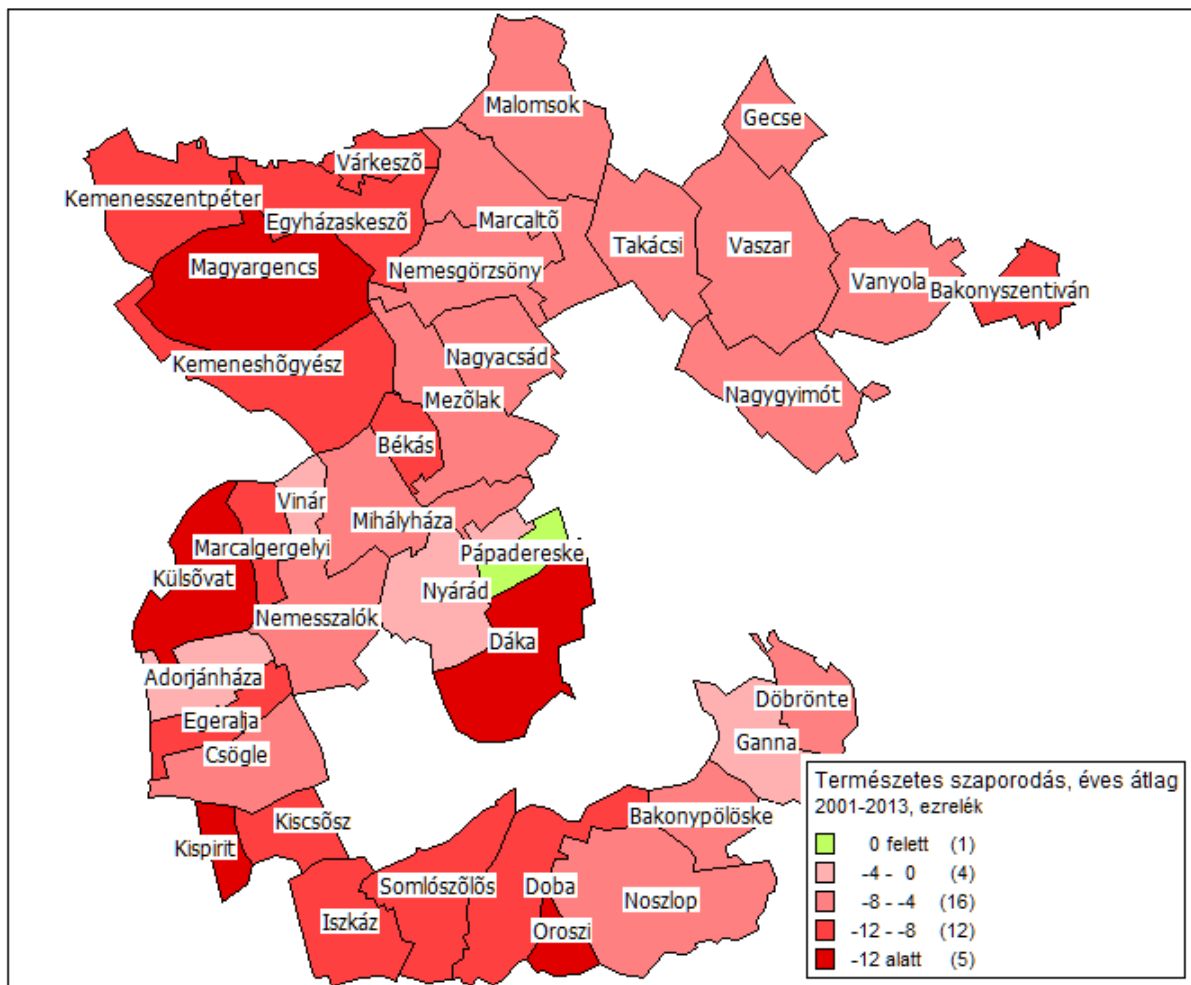 Malomsok
Gecse
Várkeszõ
Kemenesszentpéter
Egyházaskeszõ
Marcaltõ
Takácsi
Vaszar
Magyargencs
Nemesgörzsöny
Vanyola
Bakonyszentiván
Kemeneshõgyész
Nagyacsád
Nagygyimót
Mezõlak
Békás
Vinár
Mihályháza
Marcalgergelyi
Pápadereske
Külsõvat
Nyárád
Nemesszalók
Dáka
Adorjánháza
Döbrönte
Egeralja
Ganna
Csögle
Kiscsõsz
Bakonypölöske
Kispirit
Somlószõlõs
Doba
Noszlop
Iszkáz
Oroszi
Természetes szaporodás, éves átlag
2001-2013, ezrelék
0 felett (1)
-4 - 0 (4)
-8 - -4 (16)
-12 - -8 (12)
-12 alatt (5)